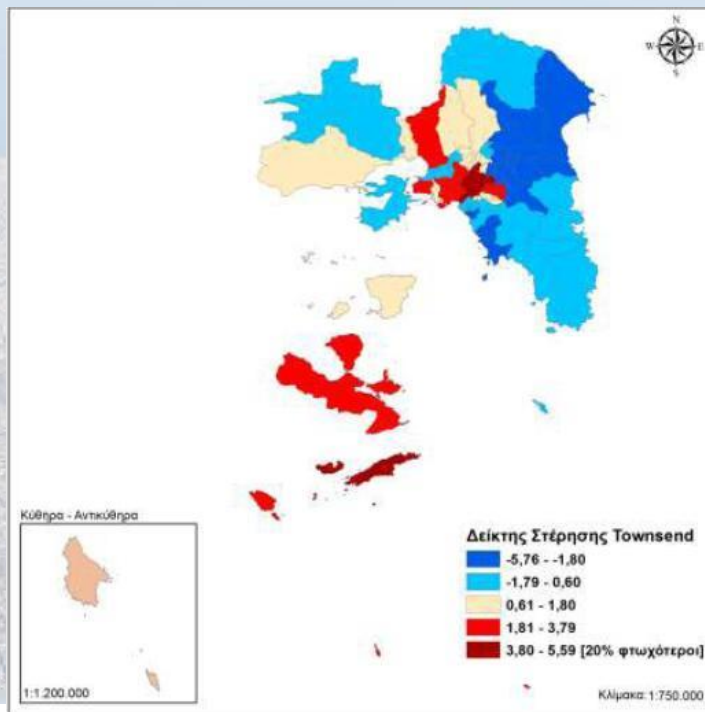 N
W E
S
Κύθηρα - Αντικύθηρα
1:1.200.000
Δείκτης Στέρησης Townsend
-5,76 - -1,80
-1,79 - 0,60
0,61 - 1,80
1,81 - 3,79
3,80 - 5,59 [20% φτωχότεροι]
Κλίμακα: 1:750.000